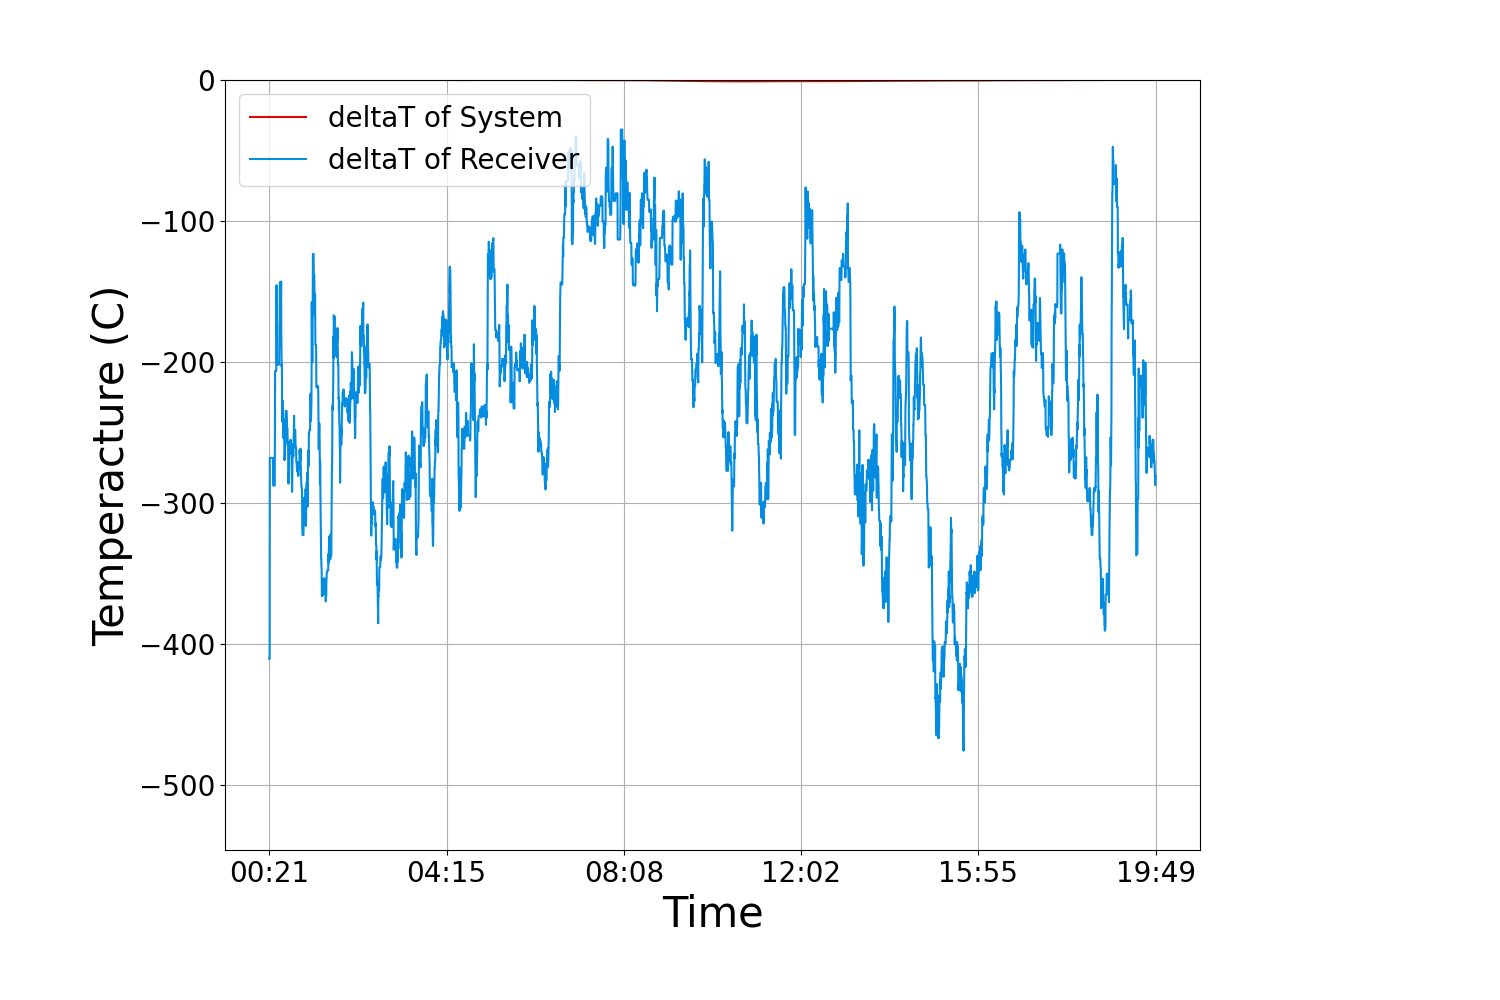 0
−100
−200
−300
−400
−500
Temperacture (C)
deltaT of System
deltaT of Receiver
00:21 04:15 08:08 12:02 15:55 19:49
Time